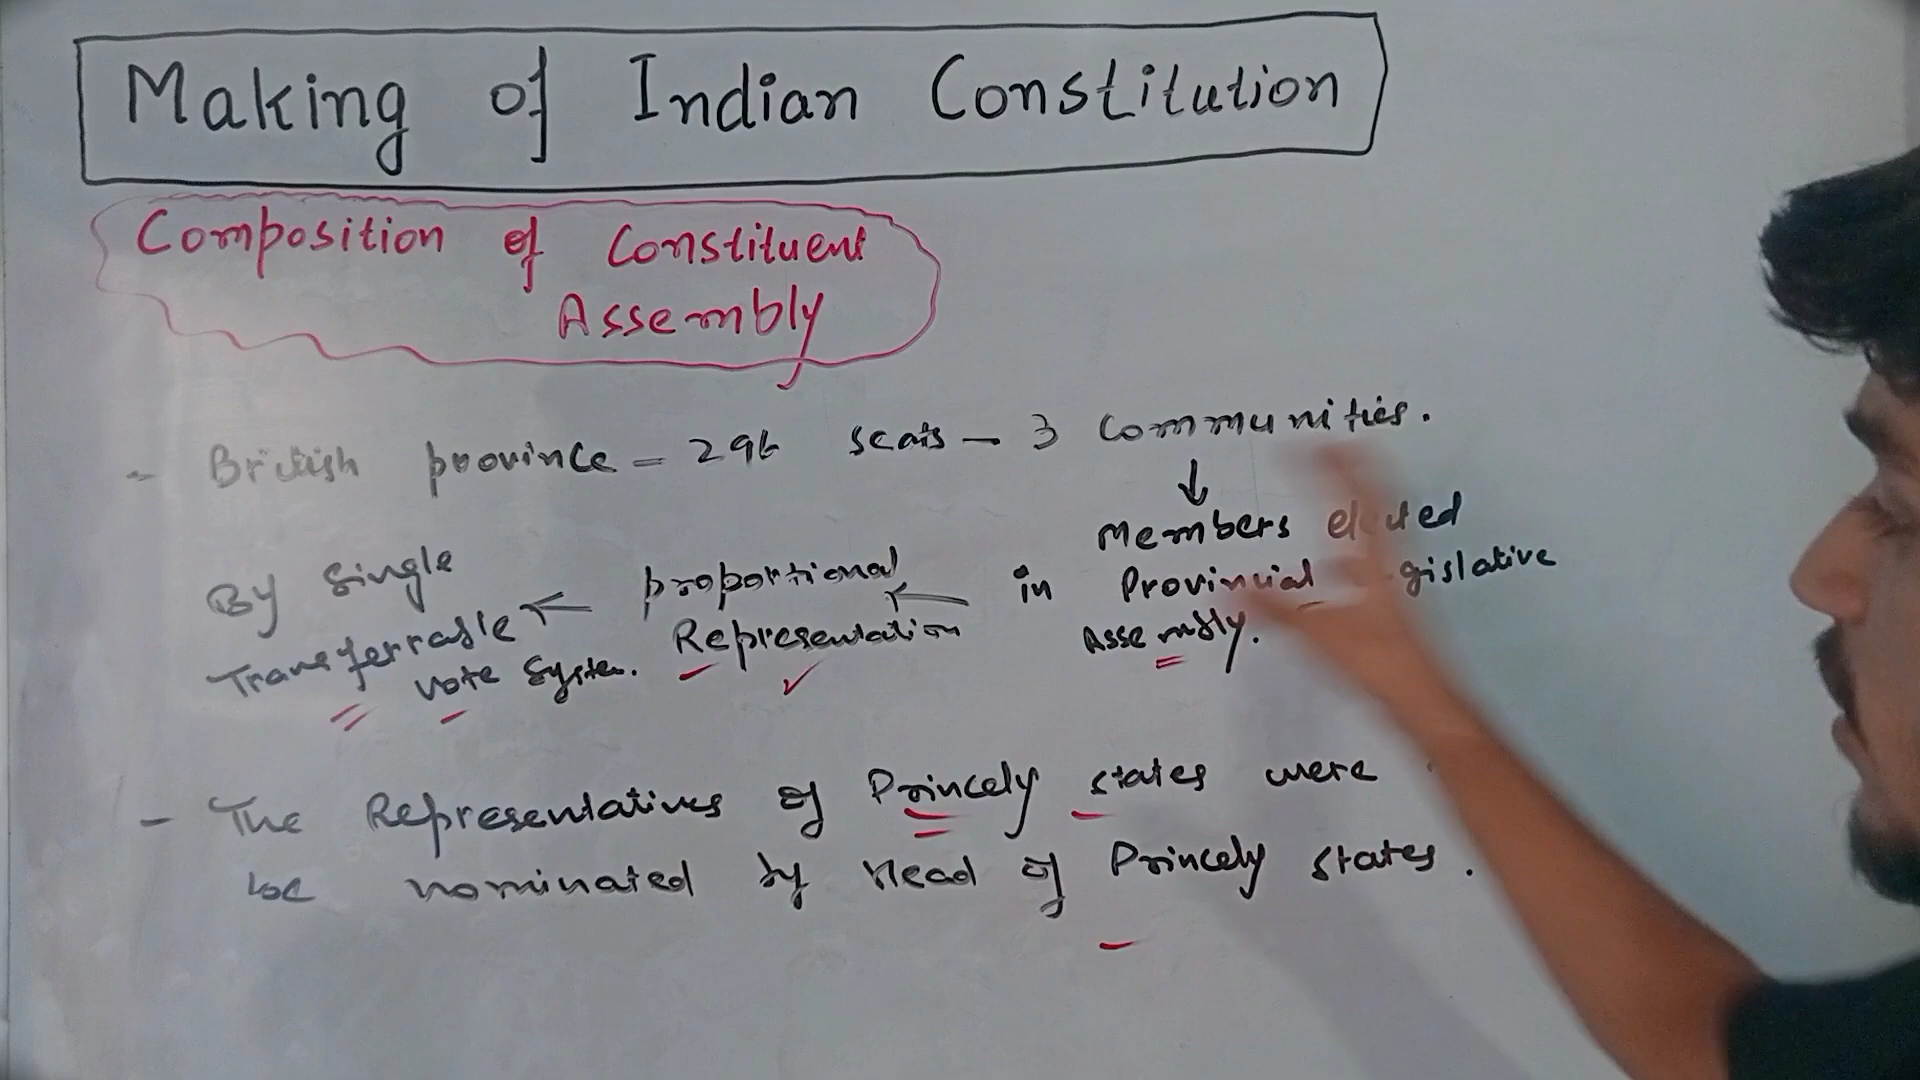 Making of Indian Constitution
Composition of Constituent
Assembly
- British province - 296 seats - 3 Communities.
↓
Members elected
in Provincial gislative
Assembly.
← proportional
Representation
← By Single
Transferrable
vote System.
- The Representatives of Princely states were
be nominated by Head of Princely states.